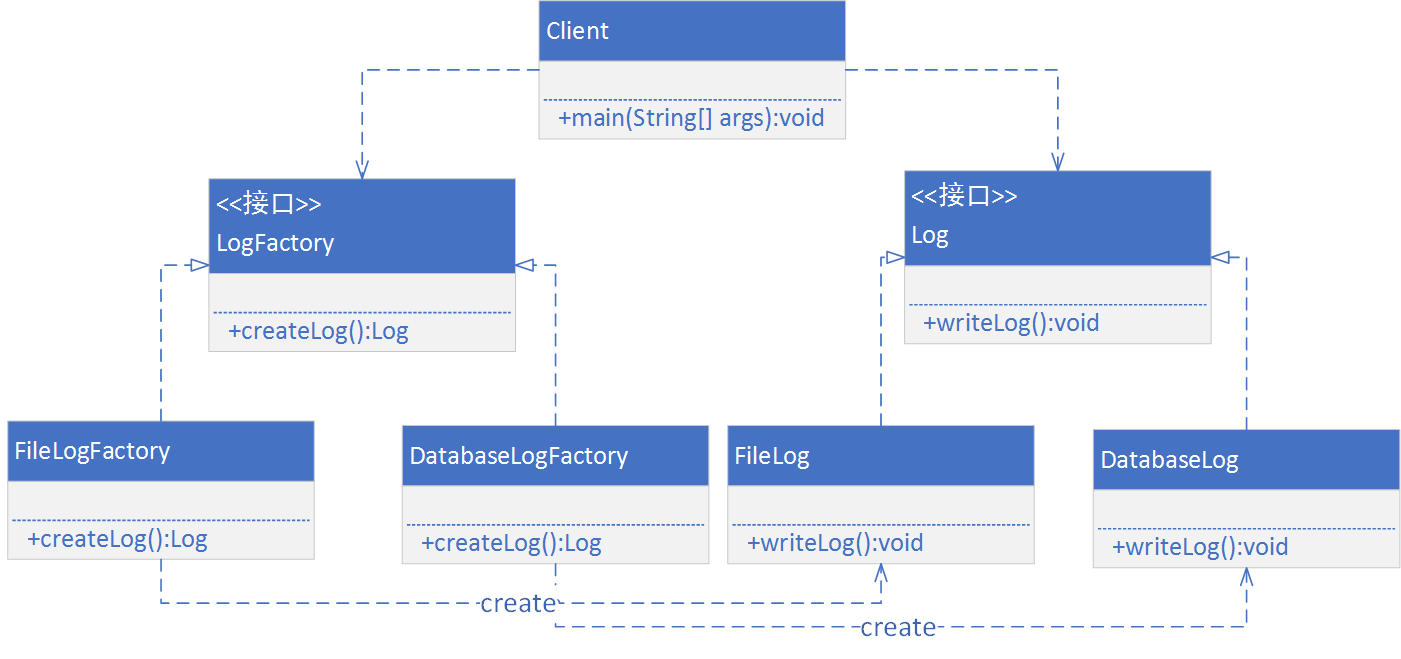 Client
+main(String[] args):void
<<接口>>
LogFactory
+createLog():Log
<<接口>>
Log
+writeLog():void
FileLogFactory
+createLog():Log
DatabaseLogFactory
+createLog():Log
FileLog
+writeLog():void
DatabaseLog
+writeLog():void
create
create